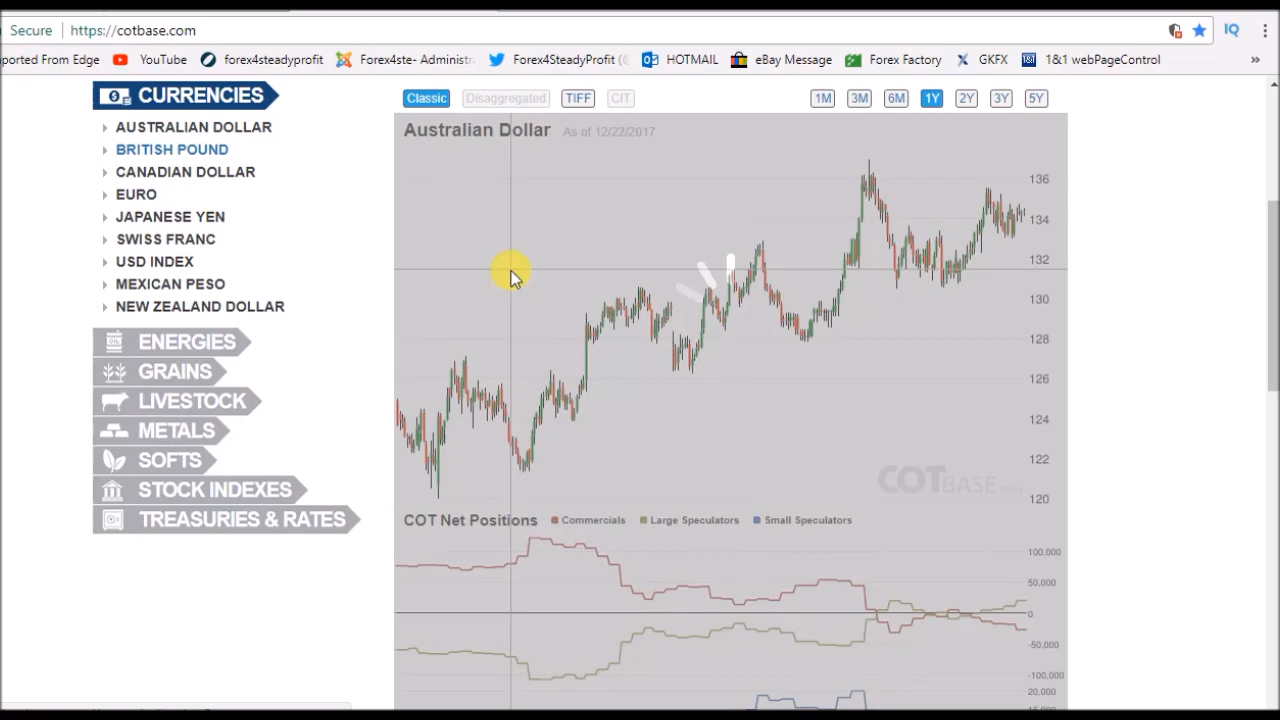 Secure https://cotbase.com
ported From Edge YouTube forex4steadyprofit Forex4ste- Administr Forex4SteadyProfit (@ HOTMAIL eBay Message Forex Factory GKFX 1&1 webPageControl »
CURRENCIES
AUSTRALIAN DOLLAR
BRITISH POUND
CANADIAN DOLLAR
EURO
JAPANESE YEN
SWISS FRANC
USD INDEX
MEXICAN PESO
NEW ZEALAND DOLLAR
ENERGIES
GRAINS
LIVESTOCK
METALS
SOFTS
STOCK INDEXES
TREASURIES & RATES
Classic Disaggregated TIFF CIT 1M 3M 6M 1Y 2Y 3Y 5Y
Australian Dollar As of 12/22/2017
136
134
132
130
128
126
124
122
120
COTBASE.com
COT Net Positions Commercials Large Speculators Small Speculators
100,000
50,000
0
-50,000
-100,000
20,000